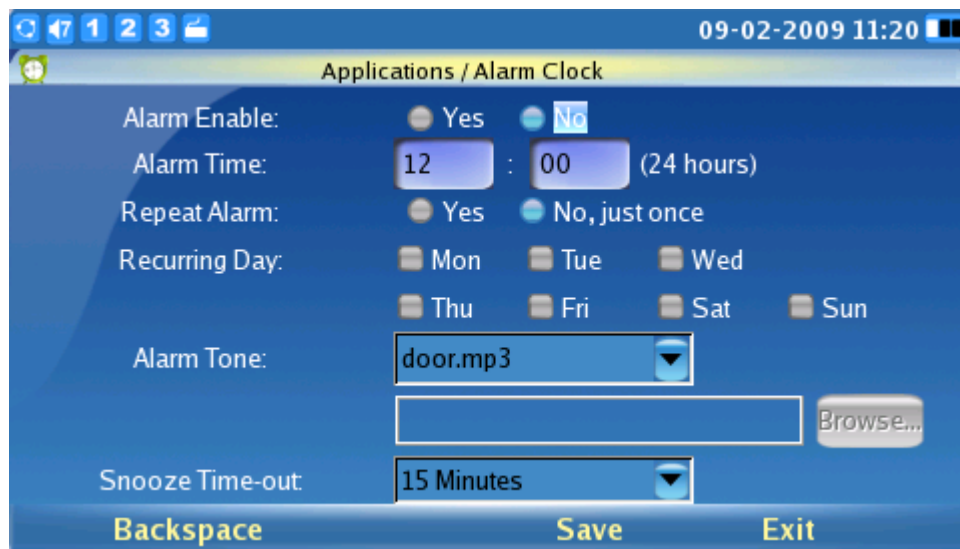 7 1 2 3 09-02-2009 11:20
Applications / Alarm Clock
Alarm Enable: Yes No
Alarm Time: 12 : 00 (24 hours)
Repeat Alarm: Yes No, just once
Recurring Day: Mon Tue Wed
Thu Fri Sat Sun
Alarm Tone: door.mp3
Browse...
Snooze Time-out: 15 Minutes
Backspace Save Exit